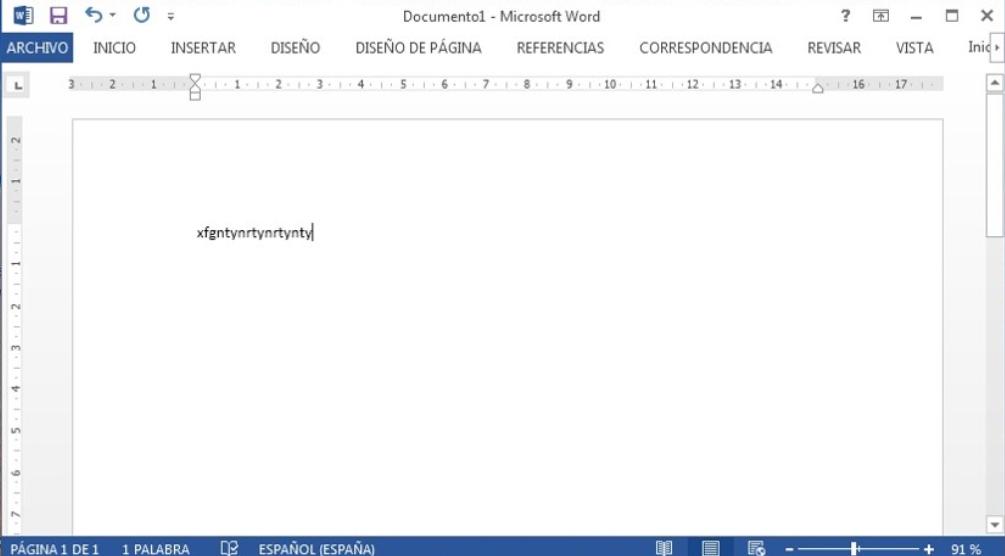 Documento1 - Microsoft Word ?
ARCHIVO INICIO INSERTAR DISEÑO DISEÑO DE PÁGINA REFERENCIAS CORRESPONDENCIA REVISAR VISTA Inic
3 2 1 1 2 3 4 5 6 7 8 9 10 11 12 13 14 16 17
2
1
xfgntynrtynrtynty
1
2
3
4
5
6
7
PÁGINA 1 DE 1 1 PALABRA ESPAÑOL (ESPAÑA) - + 91 %